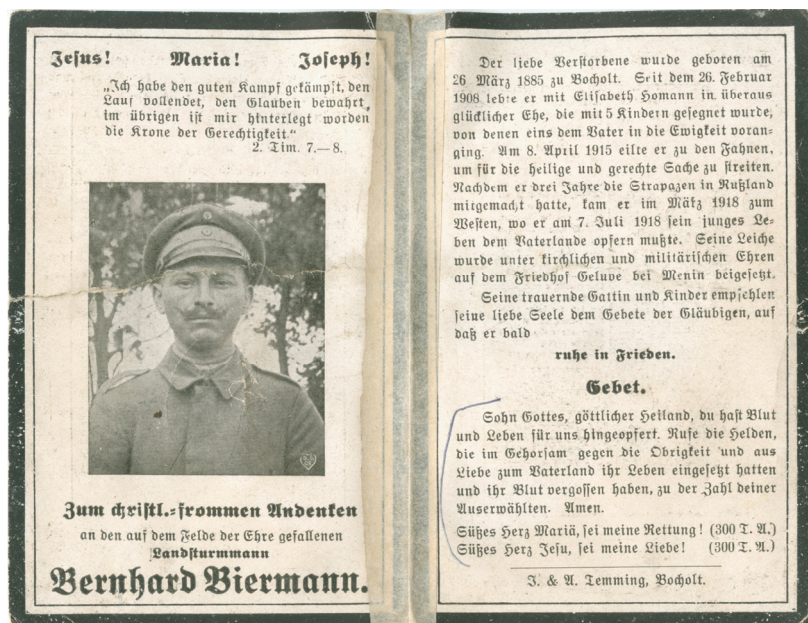 Jesus! Maria! Joseph!
„Ich habe den guten Kampf gekämpft, den
Lauf vollendet, den Glauben bewahrt,
im übrigen ist mir hinterlegt worden
die Krone der Gerechtigkeit.“
2. Tim. 7.—8.
Zum christl.=frommen Andenken
an den auf dem Felde der Ehre gefallenen
Landsturmmann
Bernhard Biermann.
Der liebe Verstorbene wurde geboren am
26 März 1885 zu Bocholt. Seit dem 26. Februar
1908 lebte er mit Elisabeth Homann in überaus
glücklicher Ehe, die mit 5 Kindern gesegnet wurde,
von denen eins dem Vater in die Ewigkeit voran-
ging. Am 8. April 1915 eilte er zu den Fahnen,
um für die heilige und gerechte Sache zu streiten.
Nachdem er drei Jahre die Strapazen in Rußland
mitgemacht hatte, kam er im März 1918 zum
Westen, wo er am 7. Juli 1918 sein junges Le=
ben dem Vaterlande opfern mußte. Seine Leiche
wurde unter kirchlichen und militärischen Ehren
auf dem Friedhof Geluve bei Menin beigesetzt.
Seine trauernde Gattin und Kinder empfehlen
seine liebe Seele dem Gebete der Gläubigen, auf
daß er bald
ruhe in Frieden.
Gebet.
Sohn Gottes, göttlicher Heiland, du hast Blut
und Leben für uns hingeopfert. Rufe die Helden,
die im Gehorsam gegen die Obrigkeit und aus
Liebe zum Vaterland ihr Leben eingesetzt hatten
und ihr Blut vergossen haben, zu der Zahl deiner
Auserwählten. Amen.
Süßes Herz Mariä, sei meine Rettung! (300 T. A.)
Süßes Herz Jesu, sei meine Liebe! (300 T. A.)
J. & A. Temming, Bocholt.